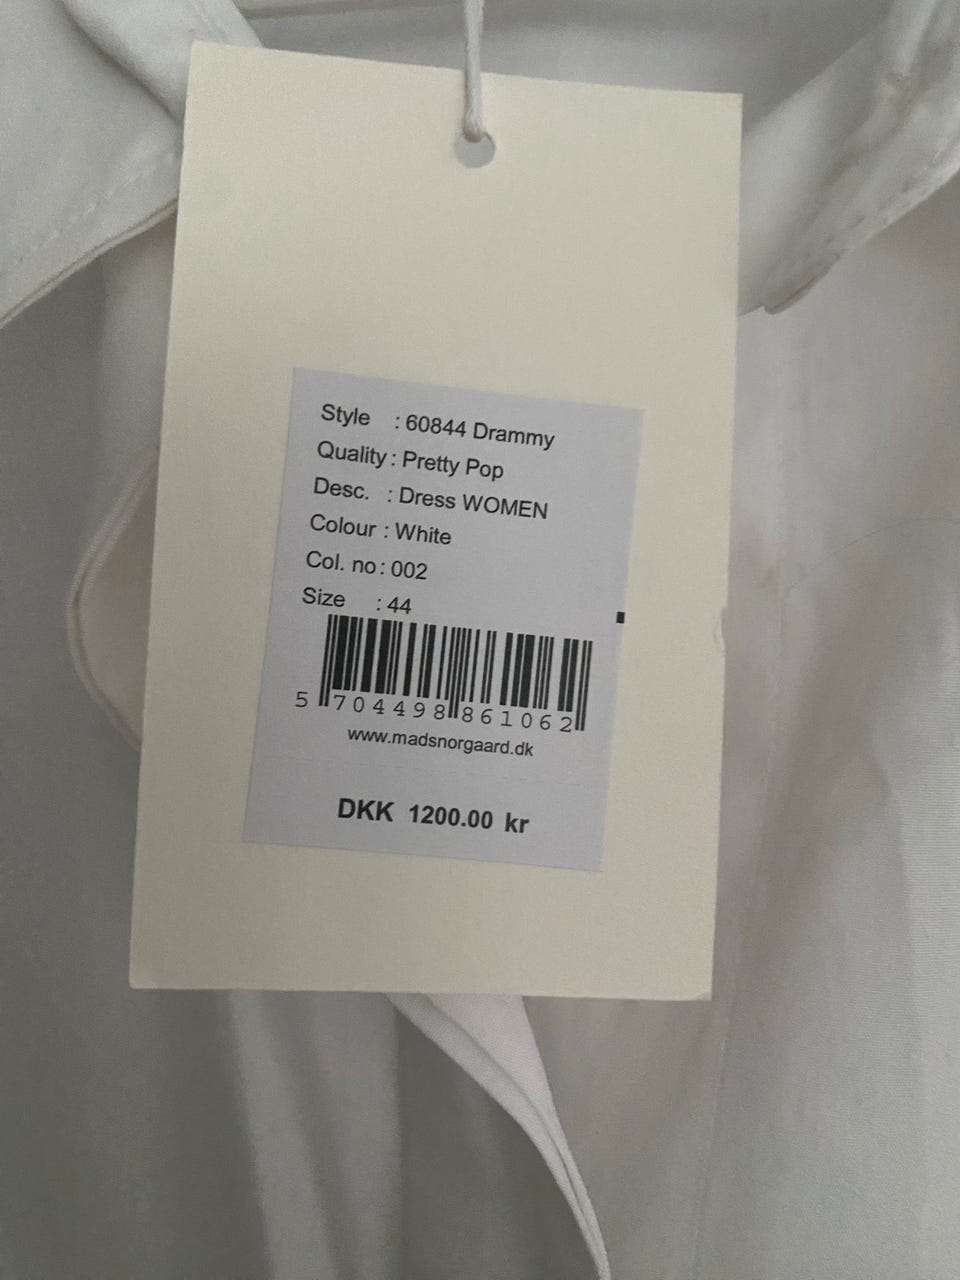 Style : 60844 Drammy
Quality : Pretty Pop
Desc. : Dress WOMEN
Colour : White
Col. no : 002
Size : 44
5 704498 861062
www.madsnorgaard.dk
DKK 1200.00 kr